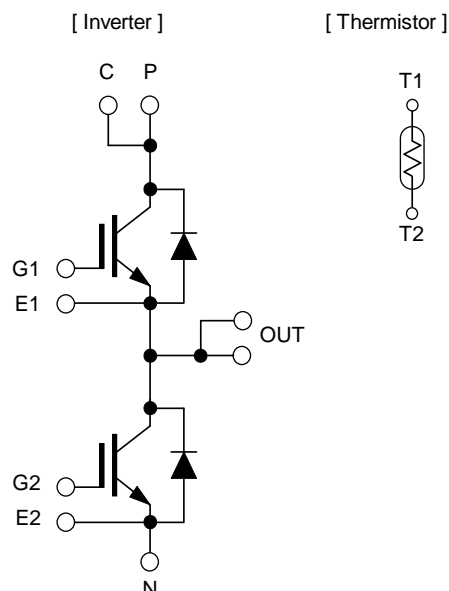 [ Inverter ]
[ Thermistor ]
C P
T1
T2
G1
E1
OUT
G2
E2
N